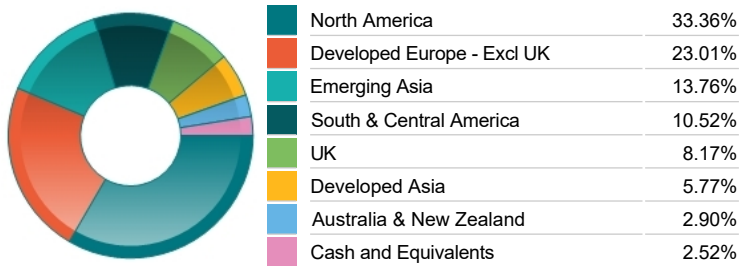 North America 33.36%
Developed Europe - Excl UK 23.01%
Emerging Asia 13.76%
South & Central America 10.52%
UK 8.17%
Developed Asia 5.77%
Australia & New Zealand 2.90%
Cash and Equivalents 2.52%